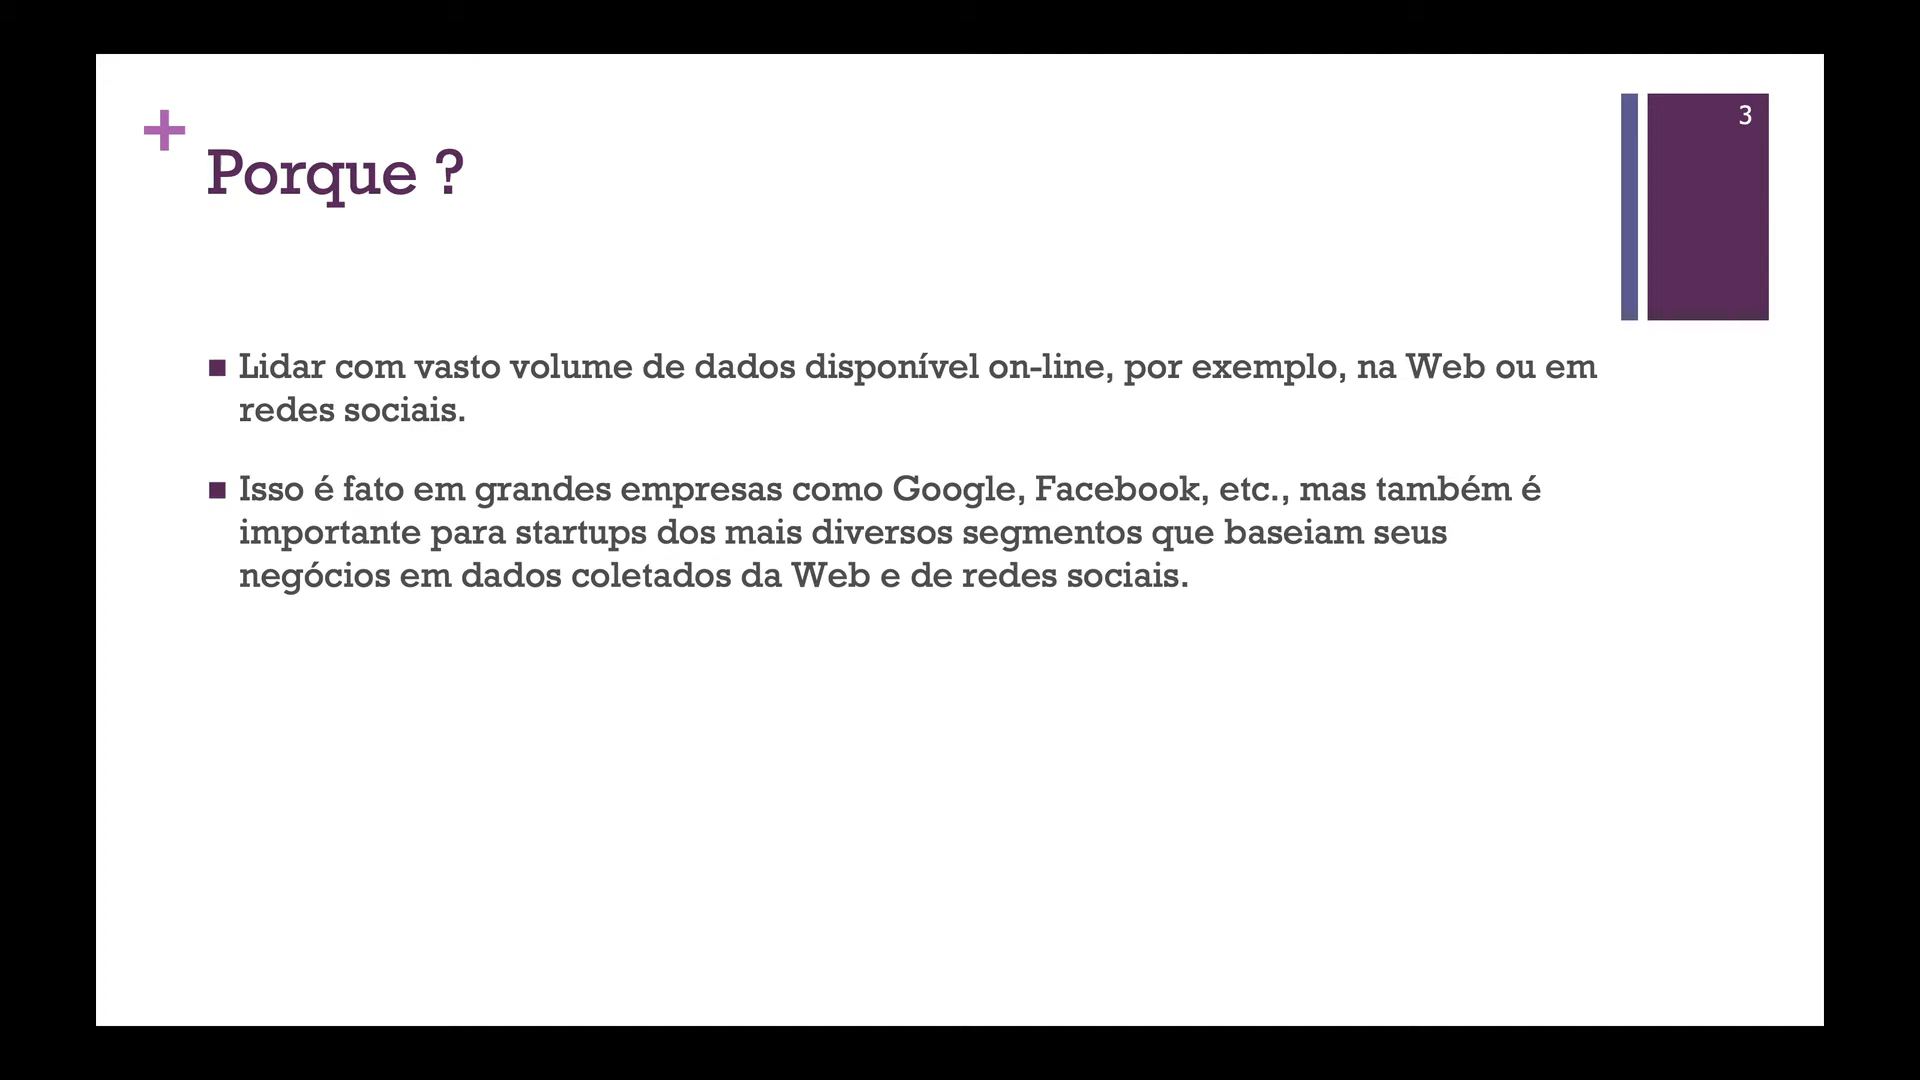 3
Porque ?
Lidar com vasto volume de dados disponível on-line, por exemplo, na Web ou em
redes sociais.
Isso é fato em grandes empresas como Google, Facebook, etc., mas também é
importante para startups dos mais diversos segmentos que baseiam seus
negócios em dados coletados da Web e de redes sociais.